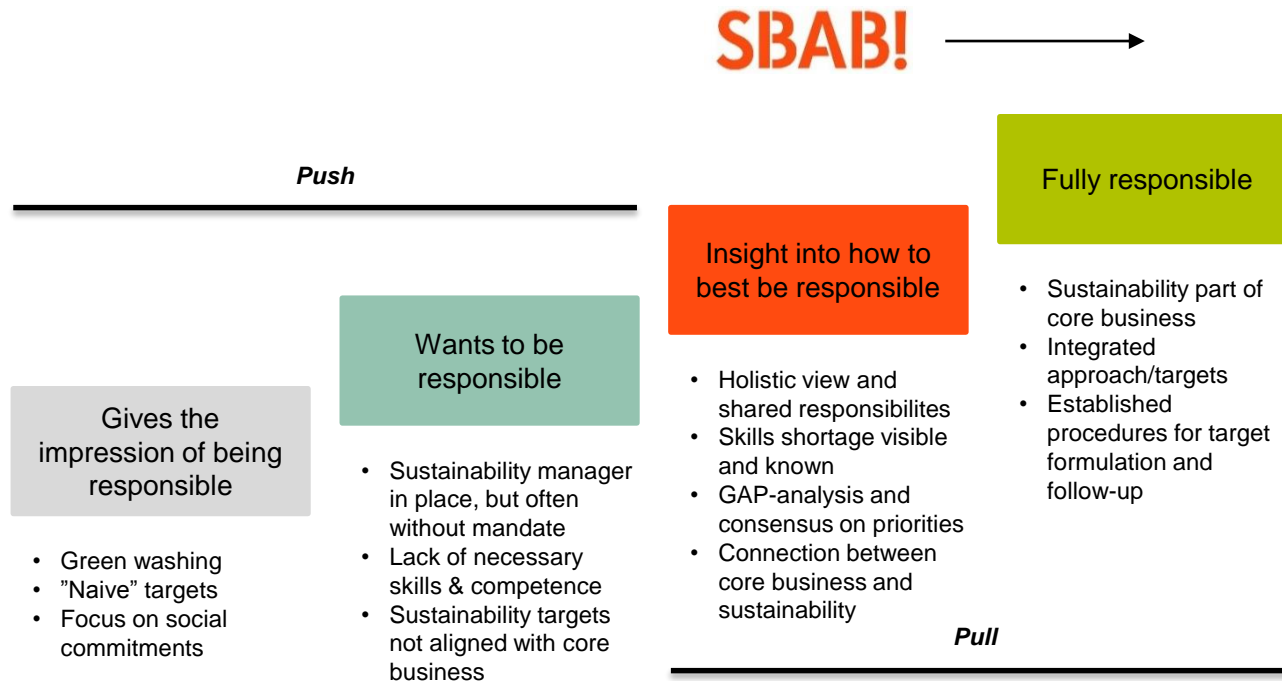 SBAB!
Push
Gives the
impression of being
responsible
• Green washing
• ”Naive” targets
• Focus on social
commitments
Wants to be
responsible
• Sustainability manager
in place, but often
without mandate
• Lack of necessary
skills & competence
• Sustainability targets
not aligned with core
business
Insight into how to
best be responsible
• Holistic view and
shared responsibilites
• Skills shortage visible
and known
• GAP-analysis and
consensus on priorities
• Connection between
core business and
sustainability
Fully responsible
• Sustainability part of
core business
• Integrated
approach/targets
• Established
procedures for target
formulation and
follow-up
Pull